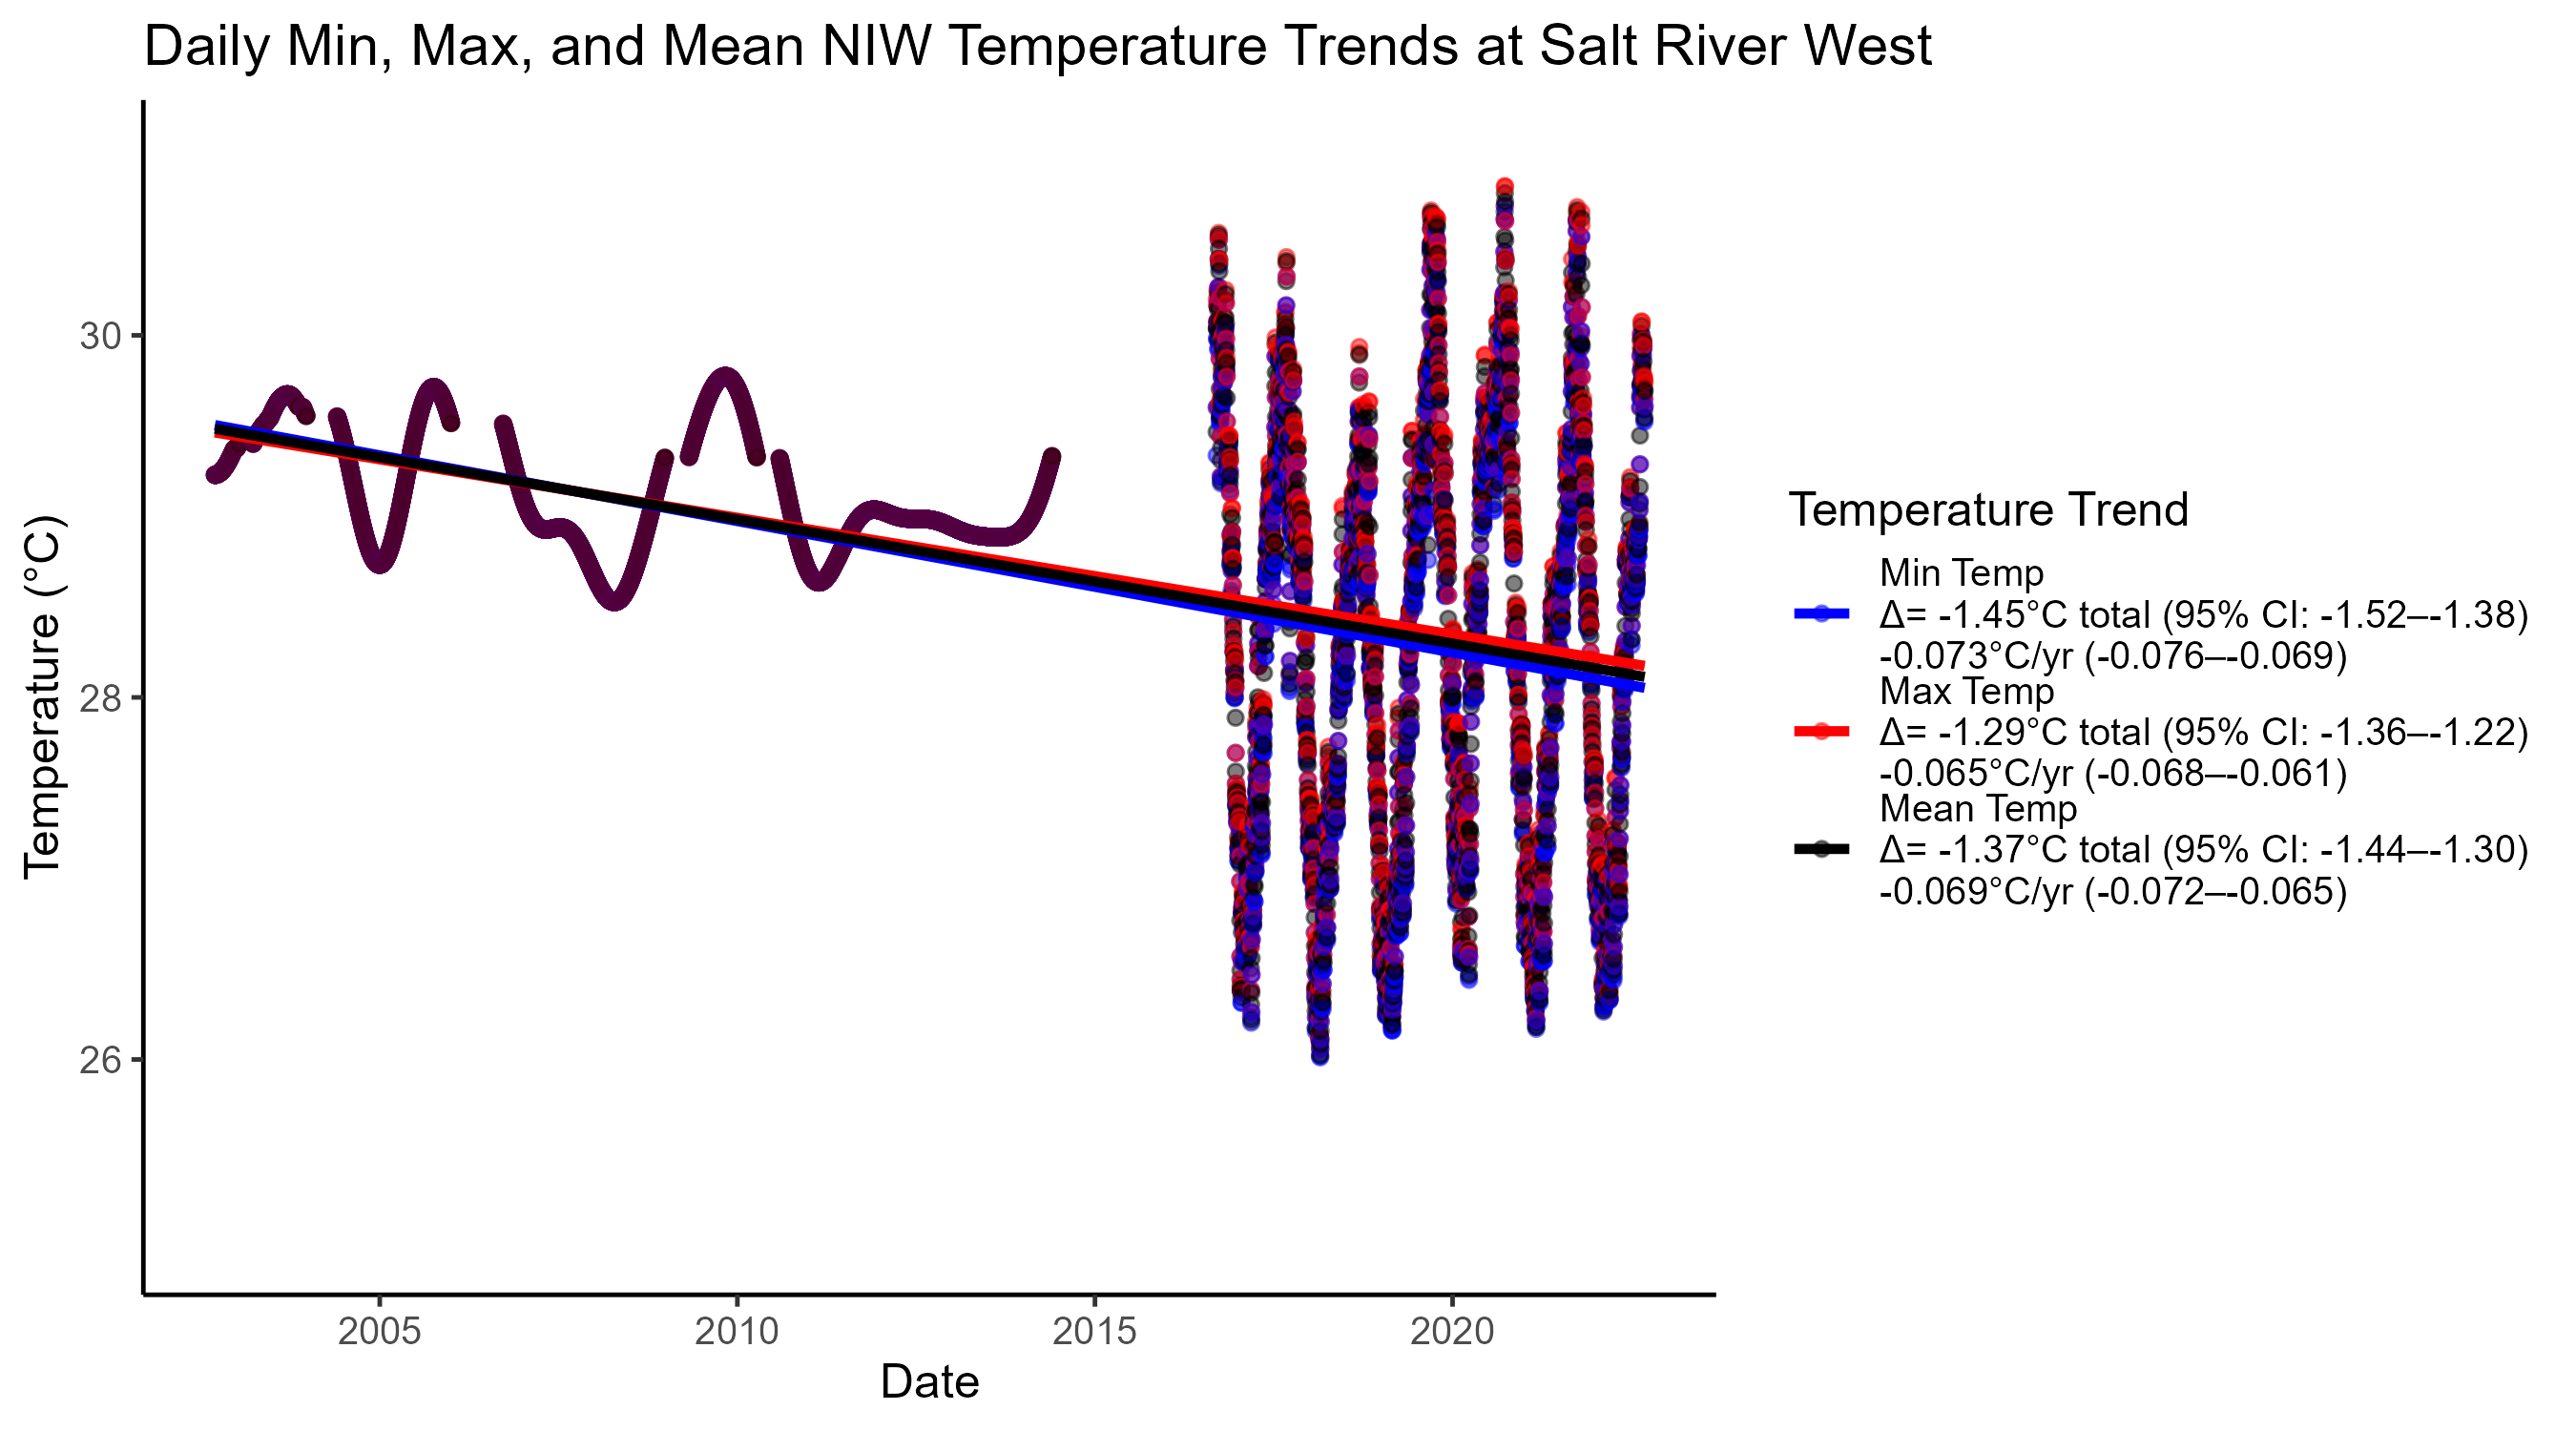 Daily Min, Max, and Mean NIW Temperature Trends at Salt River West
Temperature (°C)
30
28
26
2005
2010
2015
2020
Date
Temperature Trend
Min Temp
Δ= -1.45°C total (95% CI: -1.52–-1.38)
-0.073°C/yr (-0.076–-0.069)
Max Temp
Δ= -1.29°C total (95% CI: -1.36–-1.22)
-0.065°C/yr (-0.068–-0.061)
Mean Temp
Δ= -1.37°C total (95% CI: -1.44–-1.30)
-0.069°C/yr (-0.072–-0.065)